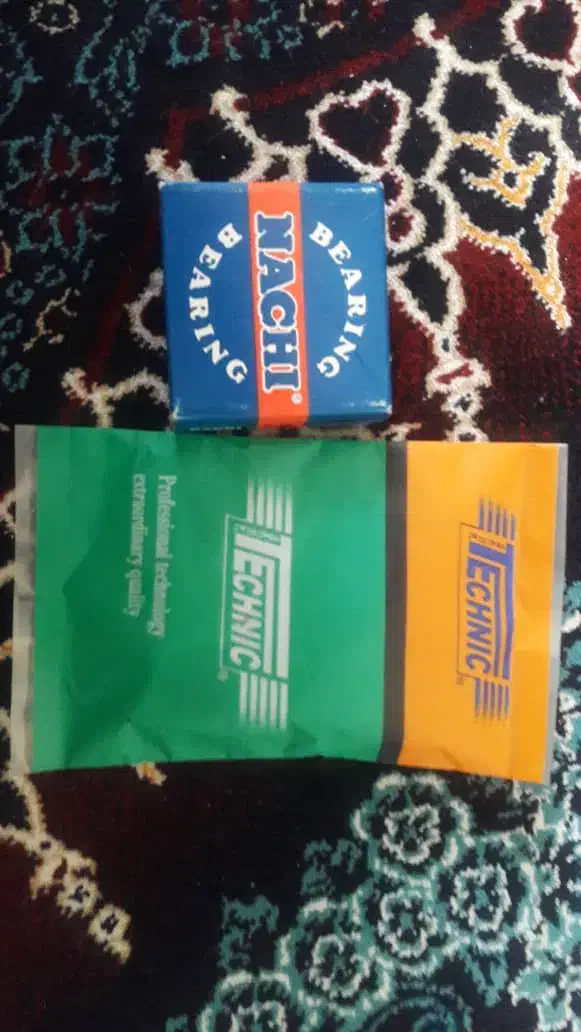 BEARING
NACHI®
BEARING
TECHNIC
TECHNIC
Professional technology
extraordinary quality